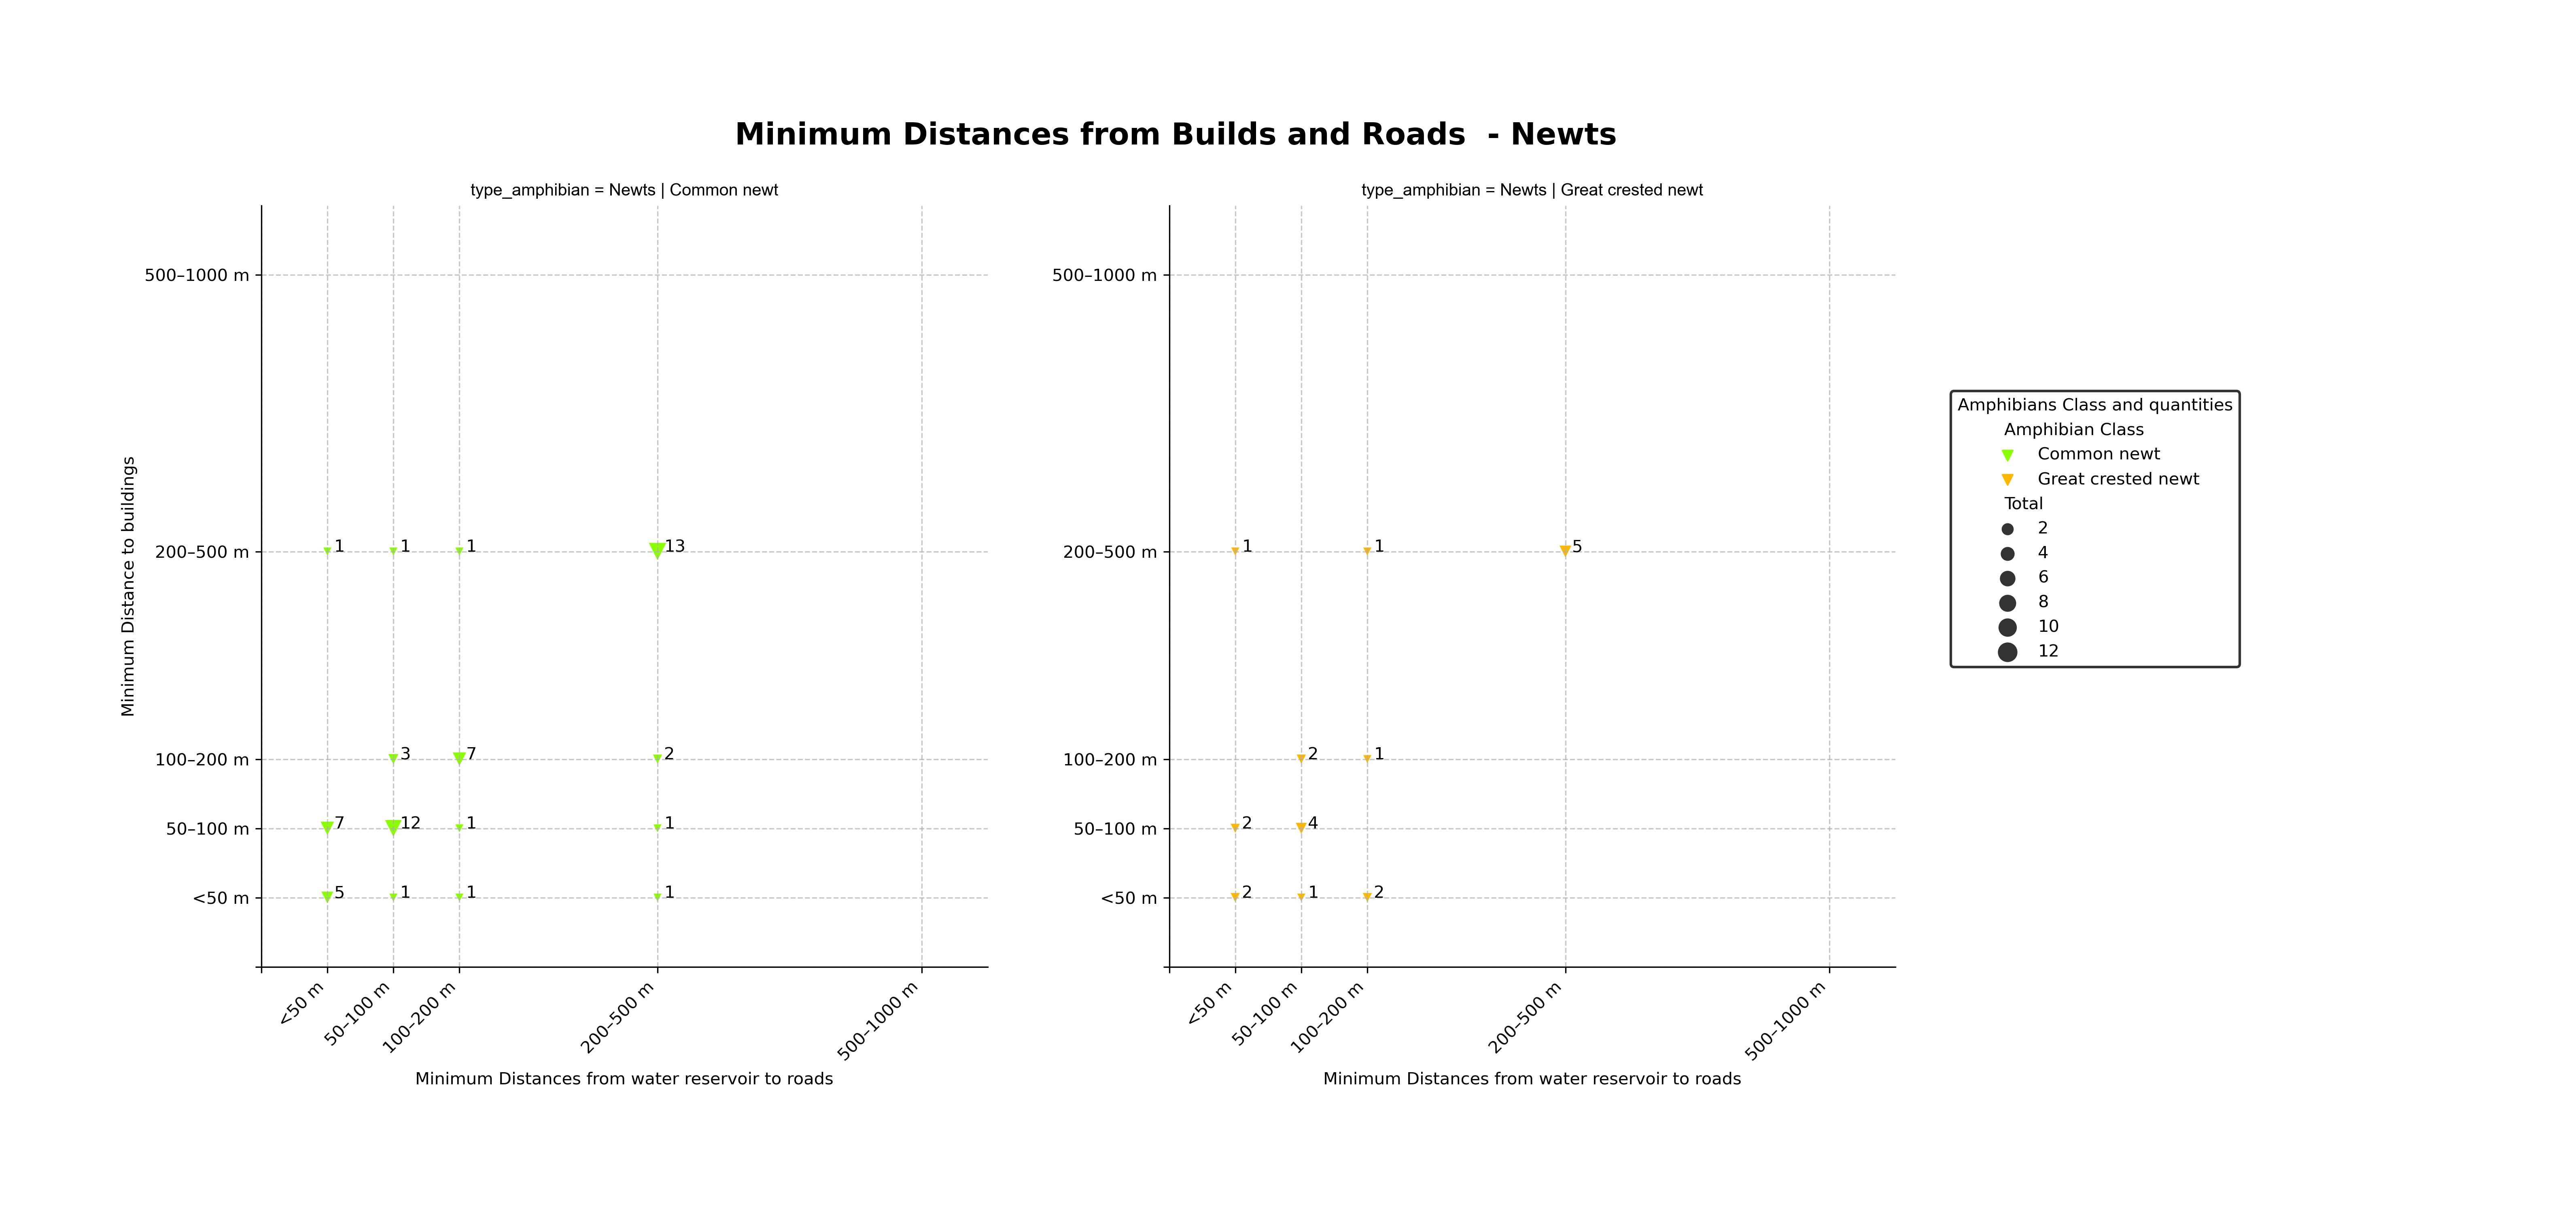 Minimum Distances from Builds and Roads  - Newts
type_amphibian = Newts | Common newt
Minimum Distance to buildings
500–1000 m
200–500 m
100–200 m
50–100 m
<50 m
1
1
1
13
3
7
2
7
12
1
1
5
1
1
1
<50 m
50–100 m
100–200 m
200–500 m
500–1000 m
Minimum Distances from water reservoir to roads
type_amphibian = Newts | Great crested newt
500–1000 m
200–500 m
100–200 m
50–100 m
<50 m
1
1
5
2
1
2
4
2
1
2
<50 m
50–100 m
100–200 m
200–500 m
500–1000 m
Minimum Distances from water reservoir to roads
Amphibians Class and quantities
Amphibian Class
Common newt
Great crested newt
Total
2
4
6
8
10
12